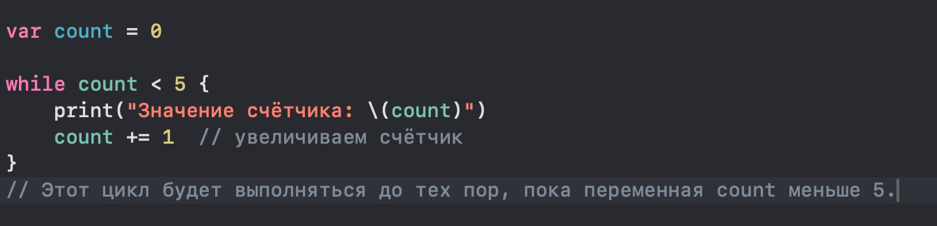 var count = 0
while count < 5 {
    print("Значение счётчика: \(count)")
    count += 1  // увеличиваем счётчик
}
// Этот цикл будет выполняться до тех пор, пока переменная count меньше 5.